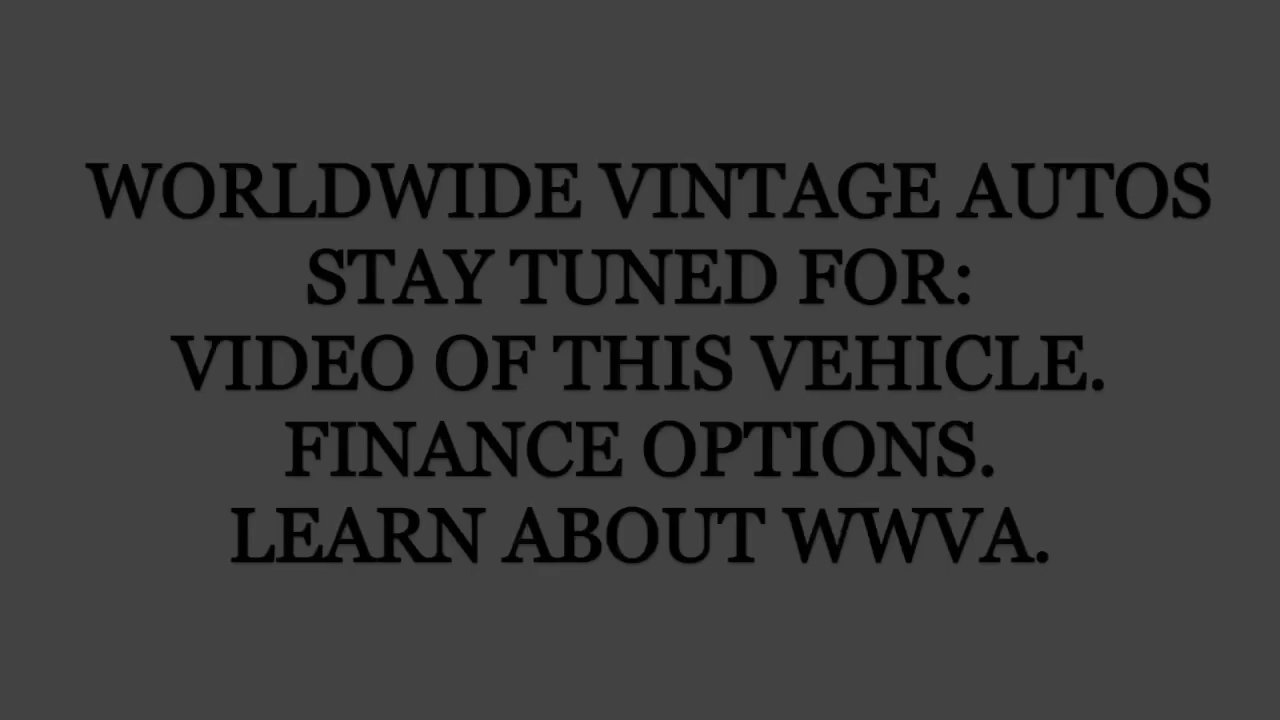 WORLDWIDE VINTAGE AUTOS
STAY TUNED FOR:
VIDEO OF THIS VEHICLE.
FINANCE OPTIONS.
LEARN ABOUT WWVA.